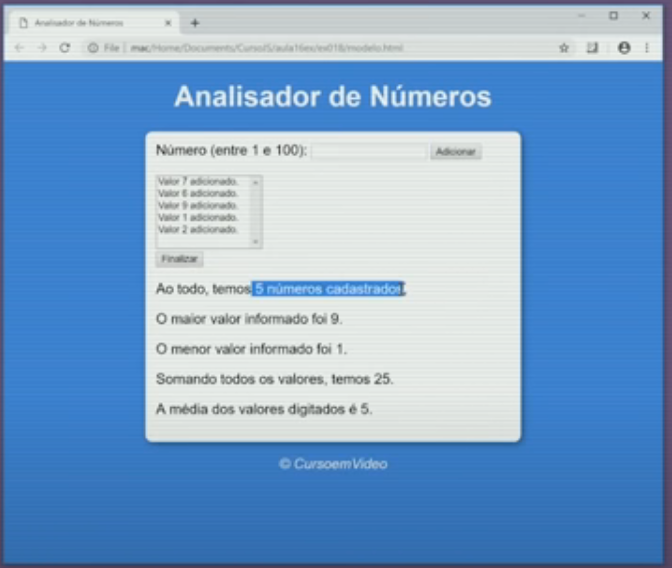 Analisador de Números
File | mac/Home/Documents/CursoJS/aula16ex/ex018/modelo.html
Analisador de Números
Número (entre 1 e 100): Adicionar
Valor 7 adicionado.
Valor 6 adicionado.
Valor 9 adicionado.
Valor 1 adicionado.
Valor 2 adicionado.
Finalizar
Ao todo, temos 5 números cadastrados.
O maior valor informado foi 9.
O menor valor informado foi 1.
Somando todos os valores, temos 25.
A média dos valores digitados é 5.
© CursoemVideo